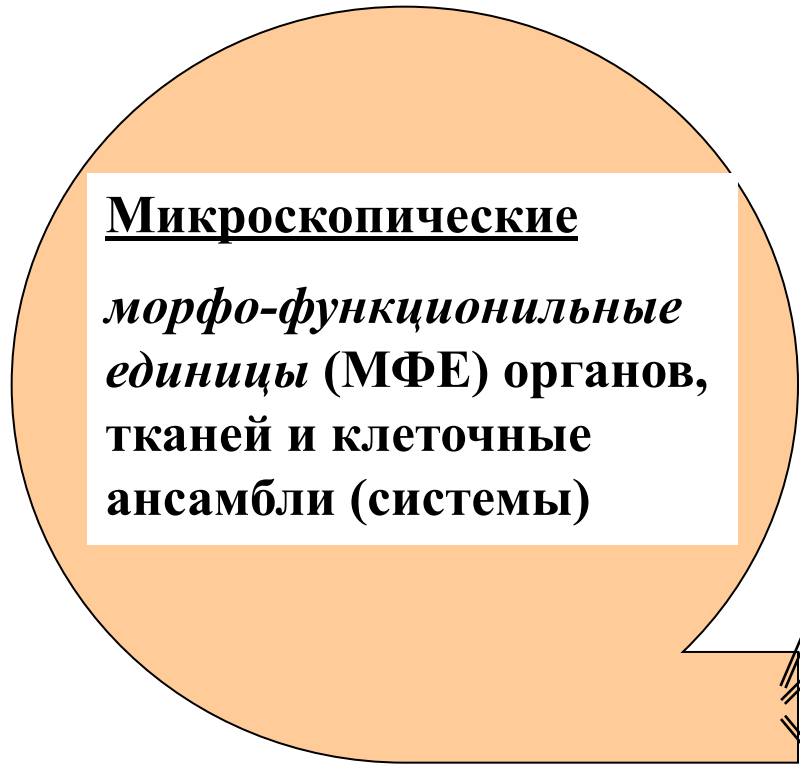 Микроскопические
морфо-функционильные
единицы (МФЕ) органов,
тканей и клеточные
ансамбли (системы)